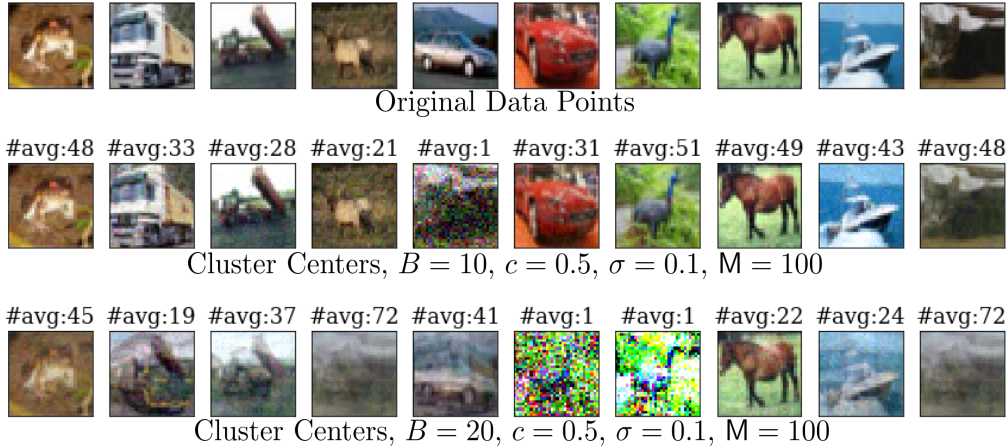 Original Data Points
#avg:48 #avg:33 #avg:28 #avg:21 #avg:1 #avg:31 #avg:51 #avg:49 #avg:43 #avg:48
Cluster Centers, B = 10, c = 0.5, σ = 0.1, M = 100
#avg:45 #avg:19 #avg:37 #avg:72 #avg:41 #avg:1 #avg:1 #avg:22 #avg:24 #avg:72
Cluster Centers, B = 20, c = 0.5, σ = 0.1, M = 100